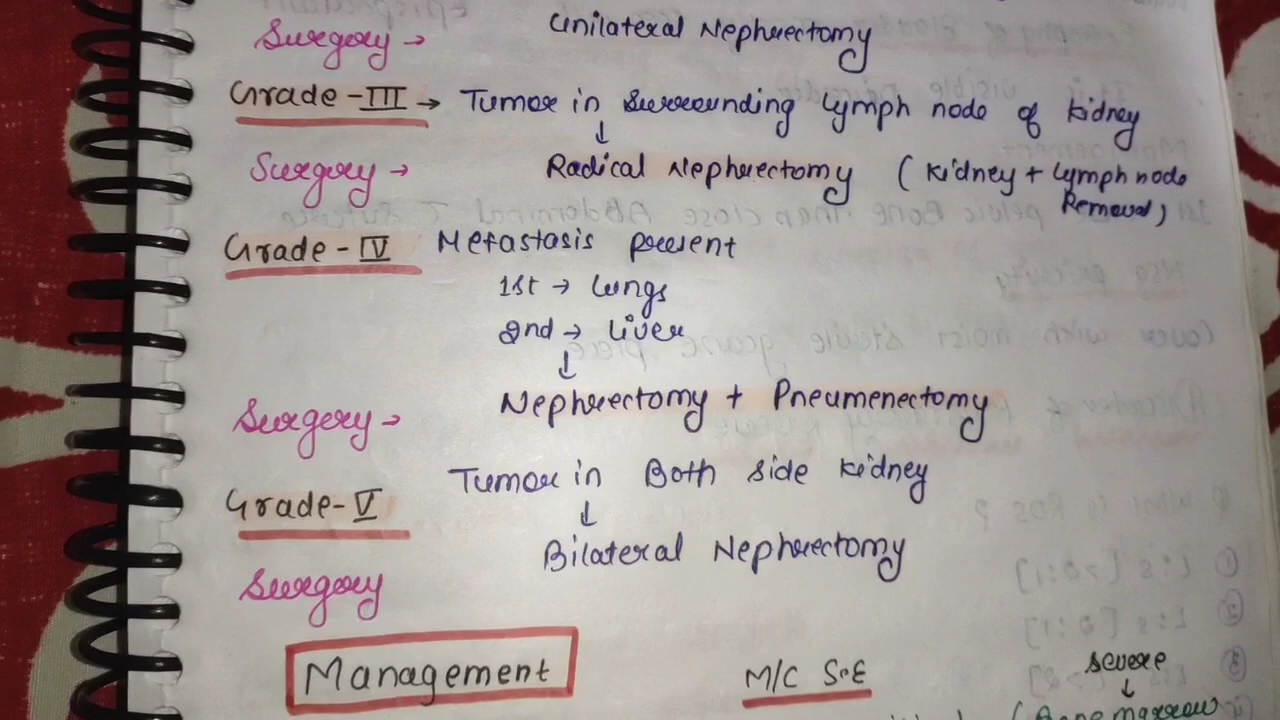 Surgery → Unilateral Nephrectomy
Grade-III → Tumor in Surrounding Lymph node of kidney
↓
Surgery → Radical Nephrectomy (Kidney + Lymph node
Removal)
Grade-IV Metastasis present
1st → Lungs
2nd → Liver
↓
Surgery → Nephrectomy + Pneumenectomy
Grade-V Tumor in Both side kidney
↓
Surgery Bilateral Nephrectomy
Management M/C S.E severe
↓
(Bone marrow